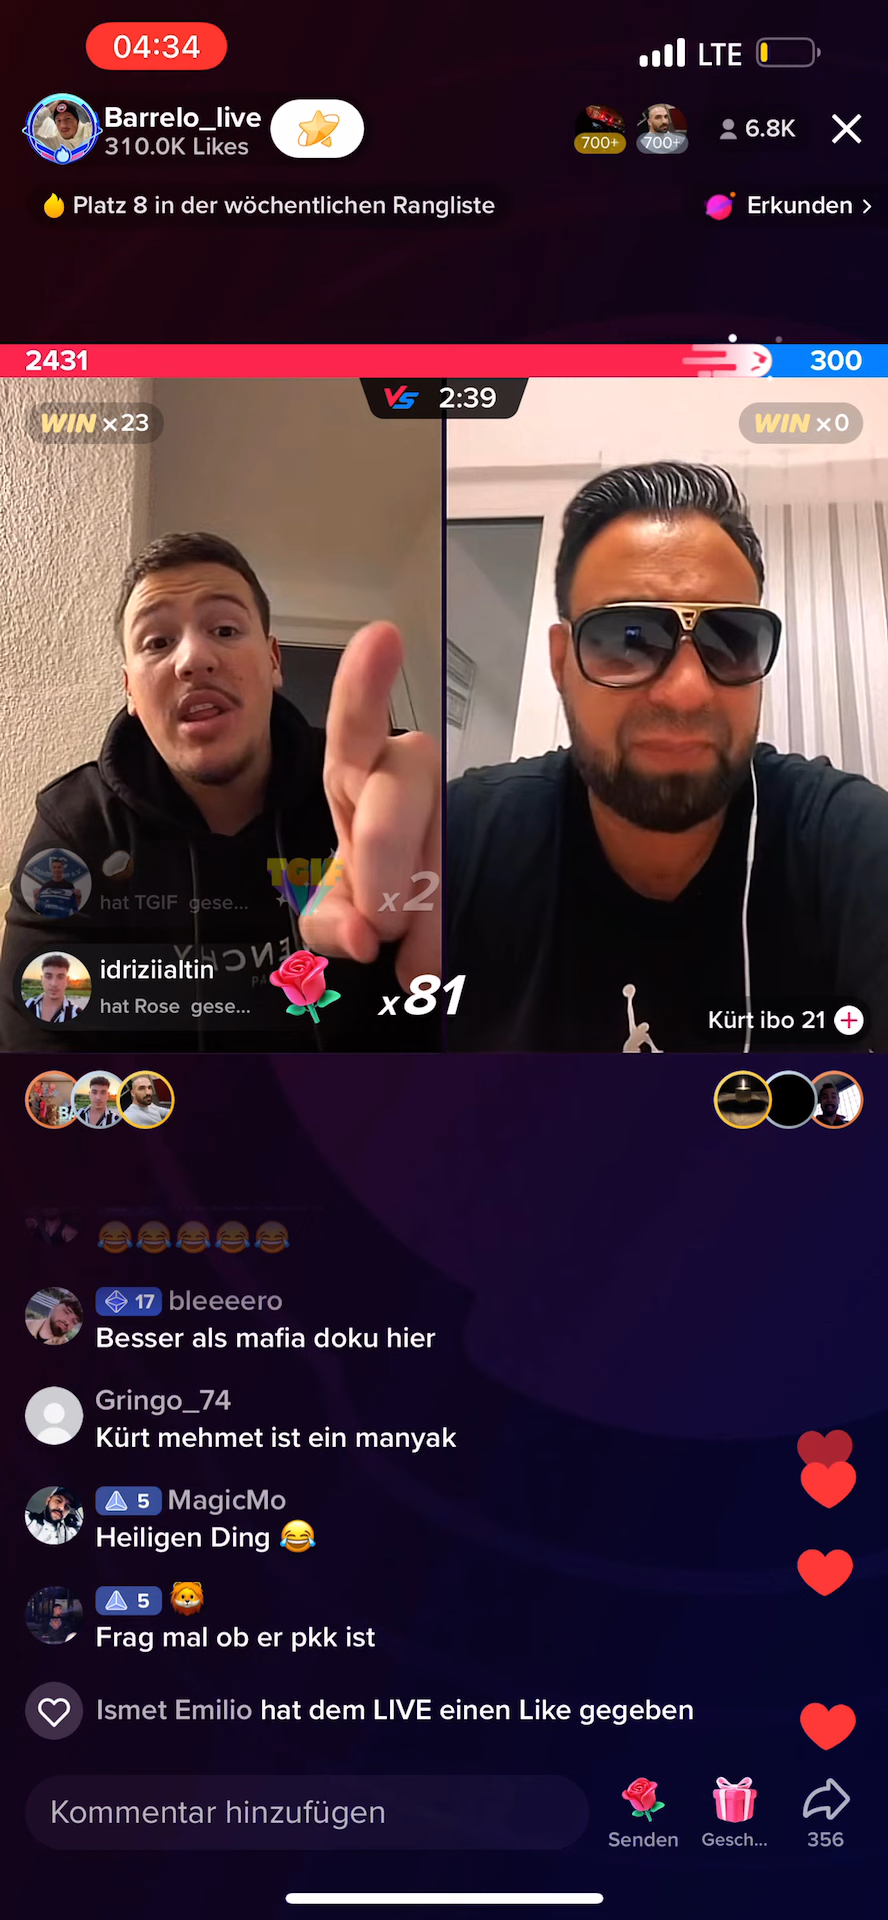 04:34
LTE
Barrelo_live
310.0K Likes
700+
700+
6.8K
Platz 8 in der wöchentlichen Rangliste
Erkunden >
2431
300
VS 2:39
WIN x23
WIN x0
TGIF
hat TGIF gese...
x2
idriziialtin
hat Rose gese...
x81
Kürt ibo 21
17 bleeeero
Besser als mafia doku hier
Gringo_74
Kürt mehmet ist ein manyak
5 MagicMo
Heiligen Ding 😂
5 🦁
Frag mal ob er pkk ist
Ismet Emilio hat dem LIVE einen Like gegeben
Kommentar hinzufügen
Senden
Gesch...
356